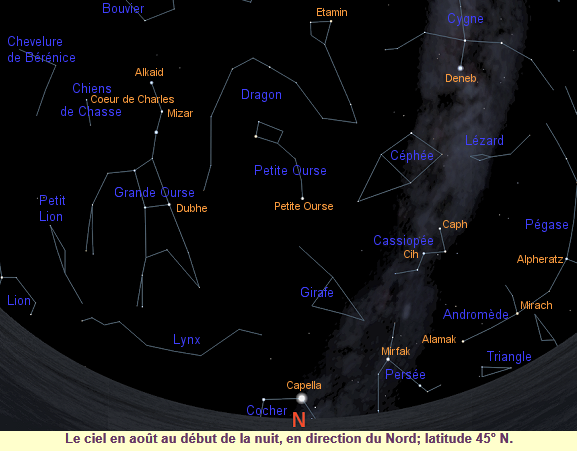 Bouvier
Etamin
Cygne
Chevelure
de Bérénice
Alkaid
Deneb
Chiens
de Chasse
Coeur de Charles
Mizar
Dragon
Lézard
Céphée
Petite Ourse
Grande Ourse
Petit
Lion
Dubhe
Petite Ourse
Caph
Pégase
Cassiopée
Cih
Alpheratz
Girafe
Lion
Mirach
Andromède
Lynx
Alamak
Mirfak
Triangle
Persée
Capella
Cocher
N
Le ciel en août au début de la nuit, en direction du Nord; latitude 45° N.